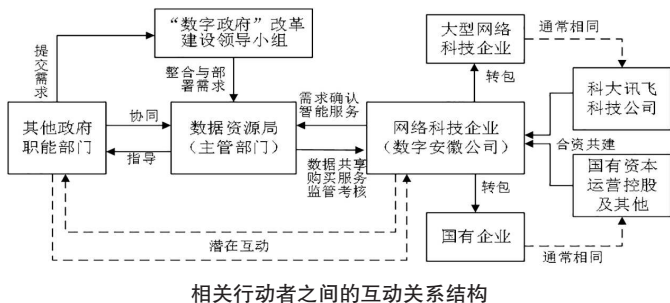 “数字政府”改革
建设领导小组
提交需求
整合与部
署需求
其他政府
职能部门
协同
指导
数据资源局
（主管部门）
需求确认
智能服务
数据共享
购买服务
监管考核
网络科技企业
（数字安徽公司）
大型网络
科技企业
转包
转包
国有企业
通常相同
科大讯飞
科技公司
合资共建
国有资本
运营控股
及其他
通常相同
潜在互动
相关行动者之间的互动关系结构